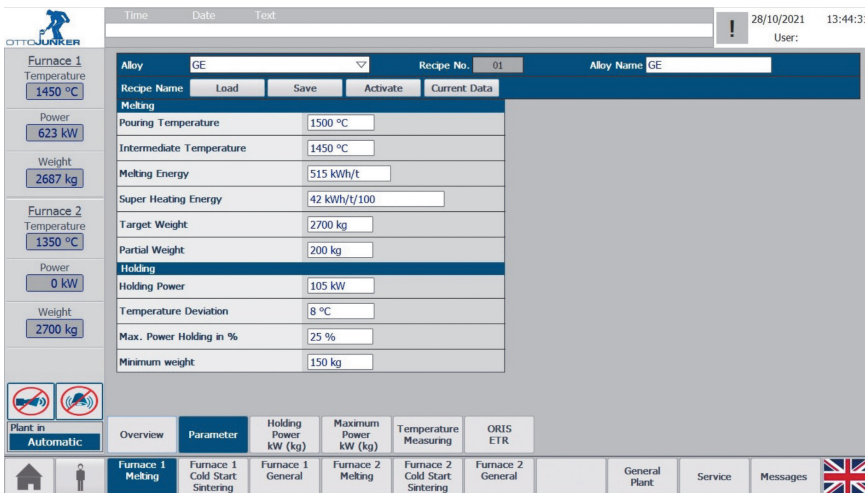 Time Date Text
28/10/2021 13:44:31
!
User:
OTTOJUNKER
Furnace 1
Temperature
1450 °C
Power
623 kW
Weight
2687 kg
Furnace 2
Temperature
1350 °C
Power
0 kW
Weight
2700 kg
Plant in
Automatic
Alloy GE Recipe No. 01 Alloy Name GE
Recipe Name Load Save Activate Current Data
Melting
Pouring Temperature 1500 °C
Intermediate Temperature 1450 °C
Melting Energy 515 kWh/t
Super Heating Energy 42 kWh/t/100
Target Weight 2700 kg
Partial Weight 200 kg
Holding
Holding Power 105 kW
Temperature Deviation 8 °C
Max. Power Holding in % 25 %
Minimum weight 150 kg
Overview
Parameter
Holding
Power
kW (kg)
Maximum
Power
kW (kg)
Temperature
Measuring
ORIS
ETR
Furnace 1
Melting
Furnace 1
Cold Start
Sintering
Furnace 1
General
Furnace 2
Melting
Furnace 2
Cold Start
Sintering
Furnace 2
General
General
Plant
Service
Messages